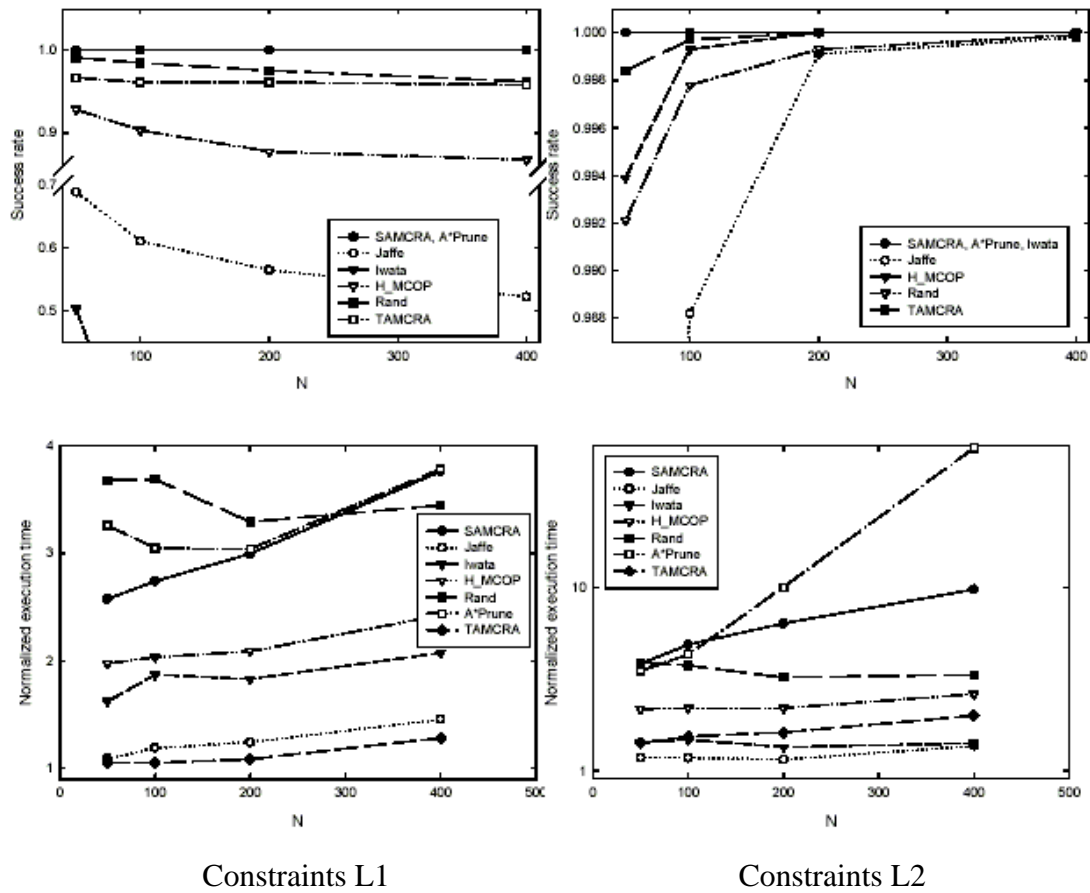 Success rate
1.0
0.9
0.7
0.6
0.5
SAMCRA, A*Prune
Jaffe
Iwata
H_MCOP
Rand
TAMCRA
100 200 300 400
N
Success rate
1.000
0.998
0.996
0.994
0.992
0.990
0.988
SAMCRA, A*Prune, Iwata
Jaffe
H_MCOP
Rand
TAMCRA
100 200 300 400
N
Normalized execution time
4
3
2
1
SAMCRA
Jaffe
Iwata
H_MCOP
Rand
A*Prune
TAMCRA
0 100 200 300 400 500
N
Normalized execution time
10
1
SAMCRA
Jaffe
Iwata
H_MCOP
Rand
A*Prune
TAMCRA
0 100 200 300 400 500
N
Constraints L1
Constraints L2